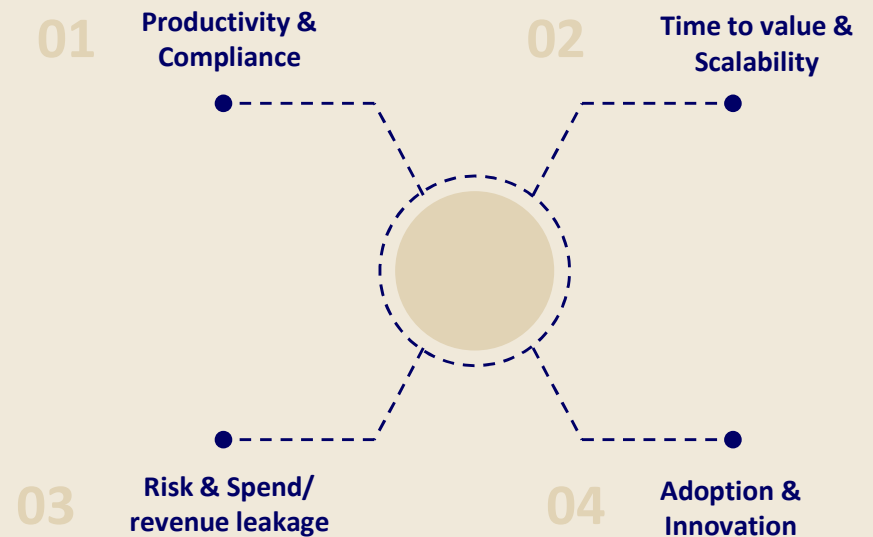 01
Productivity &
Compliance
02
Time to value &
Scalability
03
Risk & Spend/
revenue leakage
04
Adoption &
Innovation